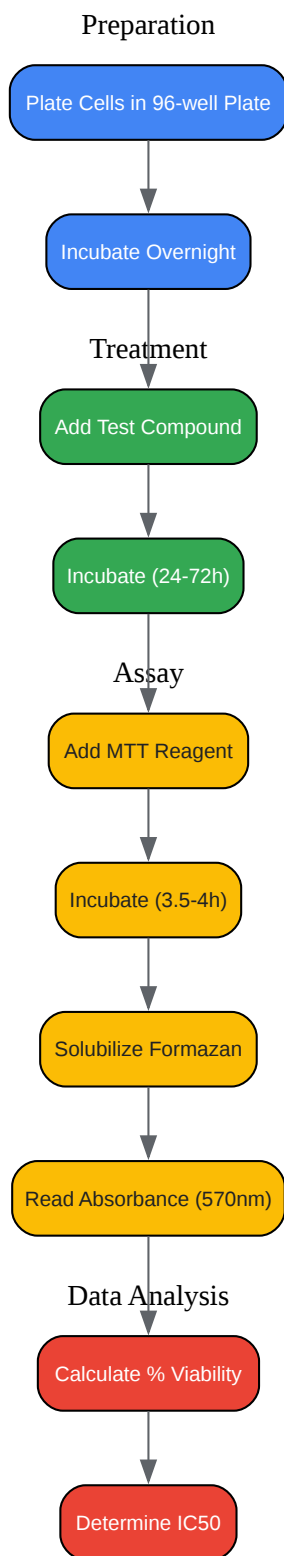 Preparation
Plate Cells in 96-well Plate
Incubate Overnight
Treatment
Add Test Compound
Incubate (24-72h)
Assay
Add MTT Reagent
Incubate (3.5-4h)
Solubilize Formazan
Read Absorbance (570nm)
Data Analysis
Calculate % Viability
Determine IC50